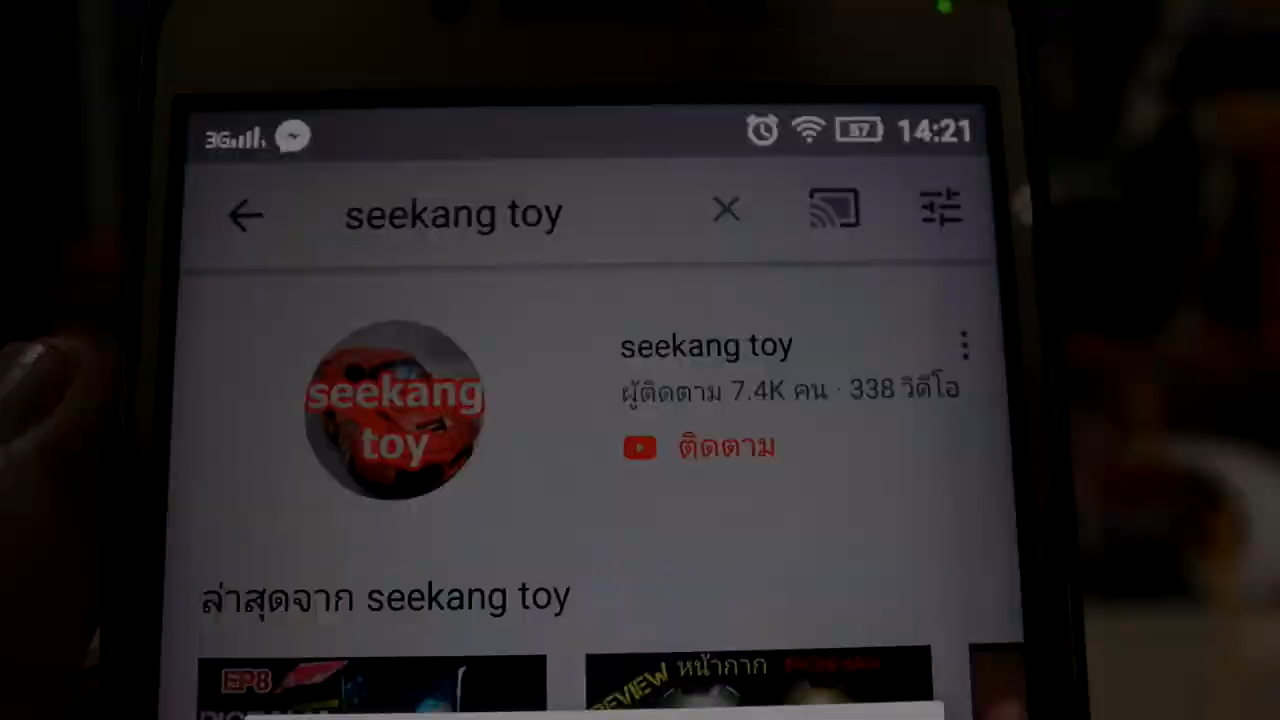 3G 57 14:21
seekang toy
seekang
toy
seekang toy
ผู้ติดตาม 7.4K คน · 338 วิดีโอ
ติดตาม
ล่าสุดจาก seekang toy
EP8
REVIEW หน้ากาก